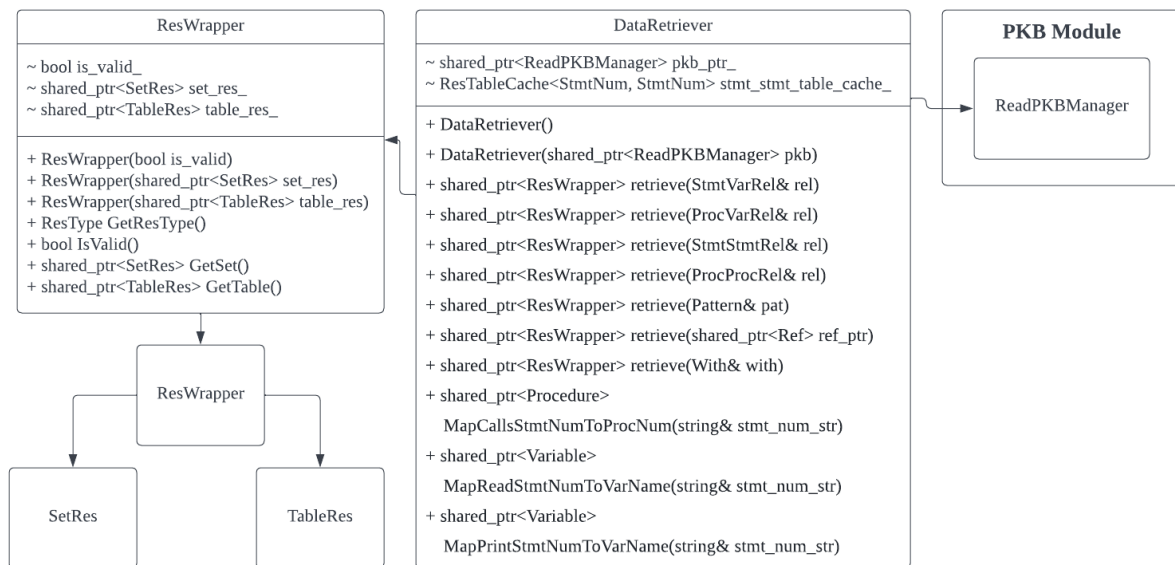 ResWrapper
~ bool is_valid_
~ shared_ptr<SetRes> set_res_
~ shared_ptr<TableRes> table_res_
+ ResWrapper(bool is_valid)
+ ResWrapper(shared_ptr<SetRes> set_res)
+ ResWrapper(shared_ptr<TableRes> table_res)
+ ResType GetResType()
+ bool IsValid()
+ shared_ptr<SetRes> GetSet()
+ shared_ptr<TableRes> GetTable()
ResWrapper
SetRes
TableRes
DataRetriever
~ shared_ptr<ReadPKBManager> pkb_ptr_
~ ResTableCache<StmtNum, StmtNum> stmt_stmt_table_cache_
+ DataRetriever()
+ DataRetriever(shared_ptr<ReadPKBManager> pkb)
+ shared_ptr<ResWrapper> retrieve(StmtVarRel& rel)
+ shared_ptr<ResWrapper> retrieve(ProcVarRel& rel)
+ shared_ptr<ResWrapper> retrieve(StmtStmtRel& rel)
+ shared_ptr<ResWrapper> retrieve(ProcProcRel& rel)
+ shared_ptr<ResWrapper> retrieve(Pattern& pat)
+ shared_ptr<ResWrapper> retrieve(shared_ptr<Ref> ref_ptr)
+ shared_ptr<ResWrapper> retrieve(With& with)
+ shared_ptr<Procedure>
MapCallsStmtNumToProcNum(string& stmt_num_str)
+ shared_ptr<Variable>
MapReadStmtNumToVarName(string& stmt_num_str)
+ shared_ptr<Variable>
MapPrintStmtNumToVarName(string& stmt_num_str)
PKB Module
ReadPKBManager